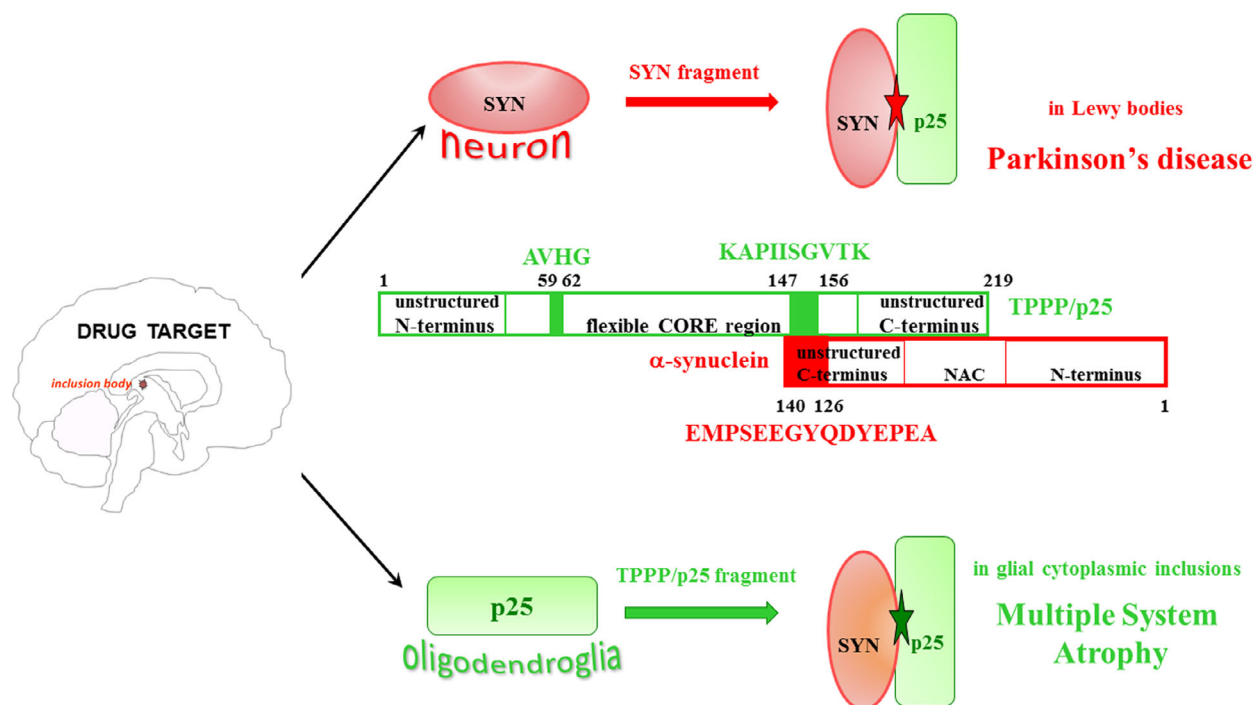 SYN
neuron
SYN fragment
SYN
p25
in Lewy bodies
Parkinson's disease
DRUG TARGET
inclusion body
AVHG
KAPIISGVTK
1
59
62
147
156
219
unstructured
N-terminus
flexible CORE region
unstructured
C-terminus
TPPP/p25
α-synuclein
unstructured
C-terminus
NAC
N-terminus
140
126
1
EMPSEEGYQDYEPEA
p25
oligodendroglia
TPPP/p25 fragment
SYN
p25
in glial cytoplasmic inclusions
Multiple System
Atrophy